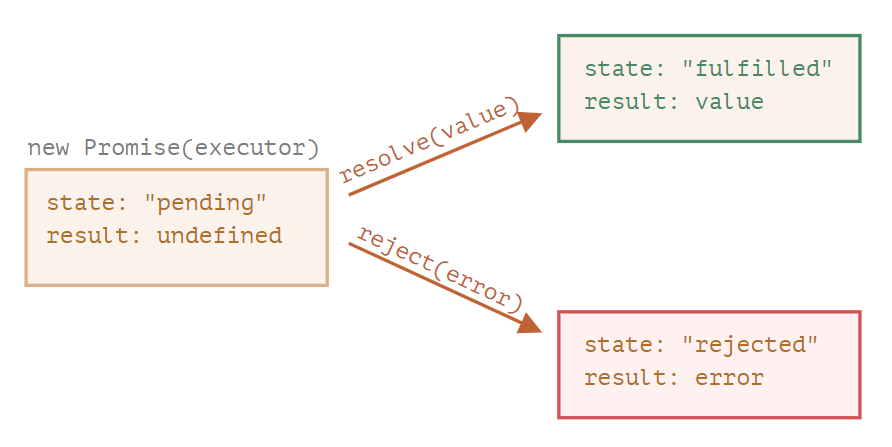 new Promise(executor)
state: "pending"
result: undefined
resolve(value)
reject(error)
state: "fulfilled"
result: value
state: "rejected"
result: error